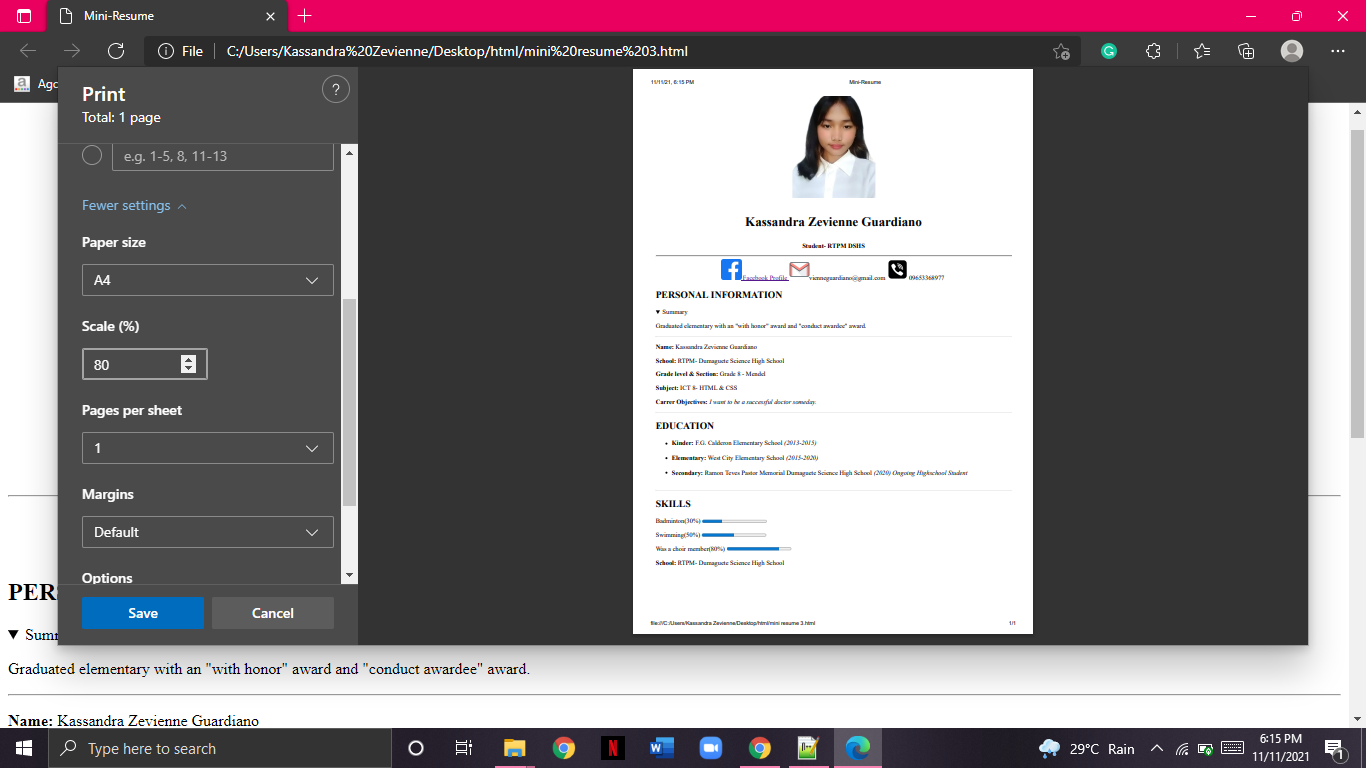 Mini-Resume
File
C:/Users/Kassandra%20Zevienne/Desktop/html/mini%20resume%203.html
a
Ago
G
Print
Total: 1 page
?
e.g. 1-5, 8, 11-13
Fewer settings
Paper size
A4
Scale (%)
80
Pages per sheet
1
Margins
Default
Options
Save
Cancel
11/11/21, 6:15 PM
Mini-Resume
Kassandra Zevienne Guardiano
Student- RTPM DSHS
Facebook Profile vienneguardiano@gmail.com 09653368977
PERSONAL INFORMATION
▼ Summary
Graduated elementary with an "with honor" award and "conduct awardee" award.
Name: Kassandra Zevienne Guardiano
School: RTPM- Dumaguete Science High School
Grade level & Section: Grade 8 - Mendel
Subject: ICT 8- HTML & CSS
Carrer Objectives: I want to be a successful doctor someday.
EDUCATION
• Kinder: F.G. Calderon Elementary School (2013-2015)
• Elementary: West City Elementary School (2015-2020)
• Secondary: Ramon Teves Pastor Memorial Dumaguete Science High School (2020) Ongoing Highschool Student
SKILLS
Badminton(30%)
Swimming(50%)
Was a choir member(80%)
School: RTPM- Dumaguete Science High School
file:///C:/Users/Kassandra Zevienne/Desktop/html/mini resume 3.html
1/1
PER
▼ Summ
Graduated elementary with an "with honor" award and "conduct awardee" award.
Name: Kassandra Zevienne Guardiano
Type here to search
N
W
29°C Rain
6:15 PM
11/11/2021
1